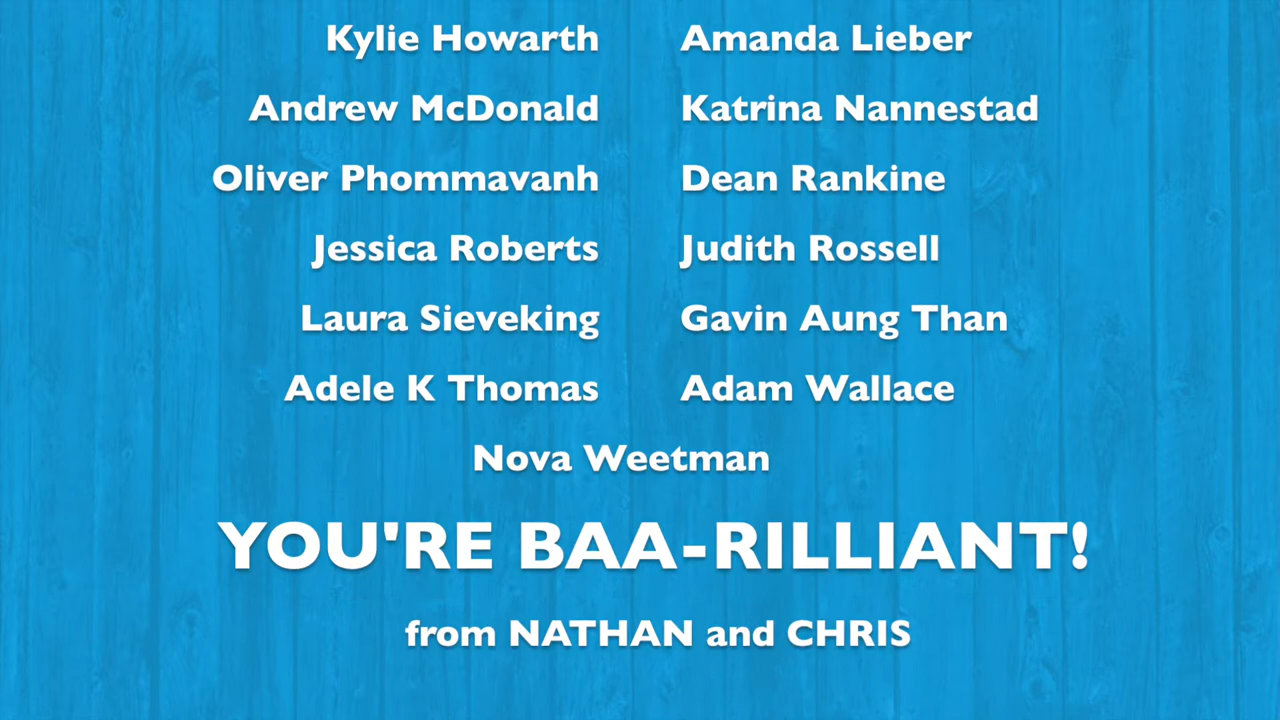 Kylie Howarth Amanda Lieber
Andrew McDonald Katrina Nannestad
Oliver Phommavanh Dean Rankine
Jessica Roberts Judith Rossell
Laura Sieveking Gavin Aung Than
Adele K Thomas Adam Wallace
Nova Weetman
YOU'RE BAA-RILLIANT!
from NATHAN and CHRIS